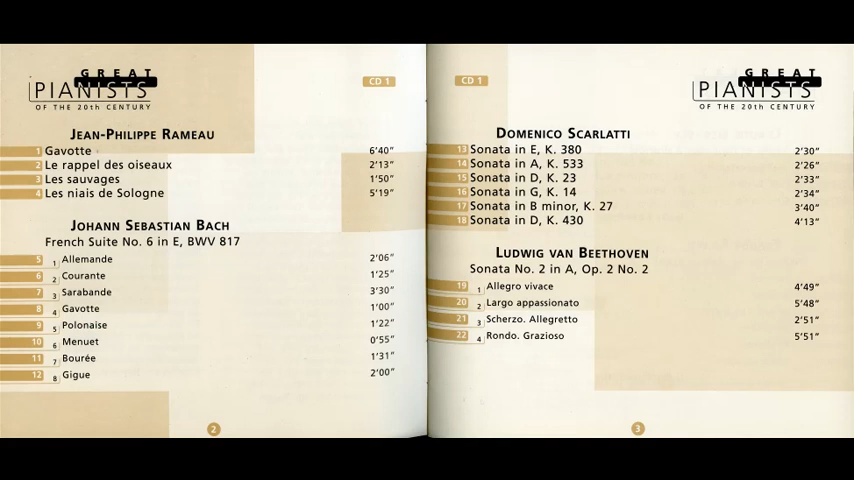 GREAT
PIANISTS
OF THE 20th CENTURY
CD 1
JEAN-PHILIPPE RAMEAU
1 Gavotte 6'40"
2 Le rappel des oiseaux 2'13"
3 Les sauvages 1'50"
4 Les niais de Sologne 5'19"
JOHANN SEBASTIAN BACH
French Suite No. 6 in E, BWV 817
5 1 Allemande 2'06"
6 2 Courante 1'25"
7 3 Sarabande 3'30"
8 4 Gavotte 1'00"
9 5 Polonaise 1'22"
10 6 Menuet 0'55"
11 7 Bourée 1'31"
12 8 Gigue 2'00"
2
CD 1
GREAT
PIANISTS
OF THE 20th CENTURY
DOMENICO SCARLATTI
13 Sonata in E, K. 380 2'30"
14 Sonata in A, K. 533 2'26"
15 Sonata in D, K. 23 2'33"
16 Sonata in G, K. 14 2'34"
17 Sonata in B minor, K. 27 3'40"
18 Sonata in D, K. 430 4'13"
LUDWIG VAN BEETHOVEN
Sonata No. 2 in A, Op. 2 No. 2
19 1 Allegro vivace 4'49"
20 2 Largo appassionato 5'48"
21 3 Scherzo. Allegretto 2'51"
22 4 Rondo. Grazioso 5'51"
3